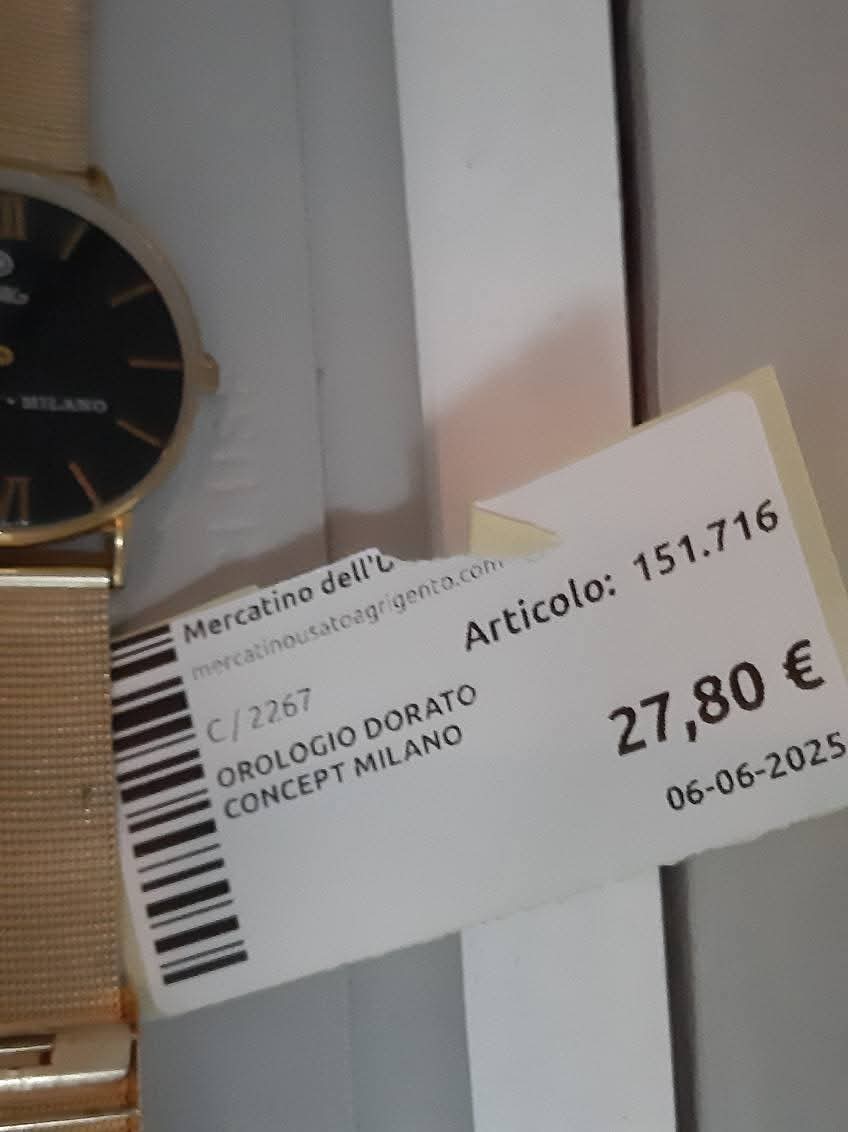 • MILANO
Mercatino dell'U
mercatinousatoagrigento.com
Articolo: 151.716
C/2267
OROLOGIO DORATO
CONCEPT MILANO
27,80 €
06-06-2025